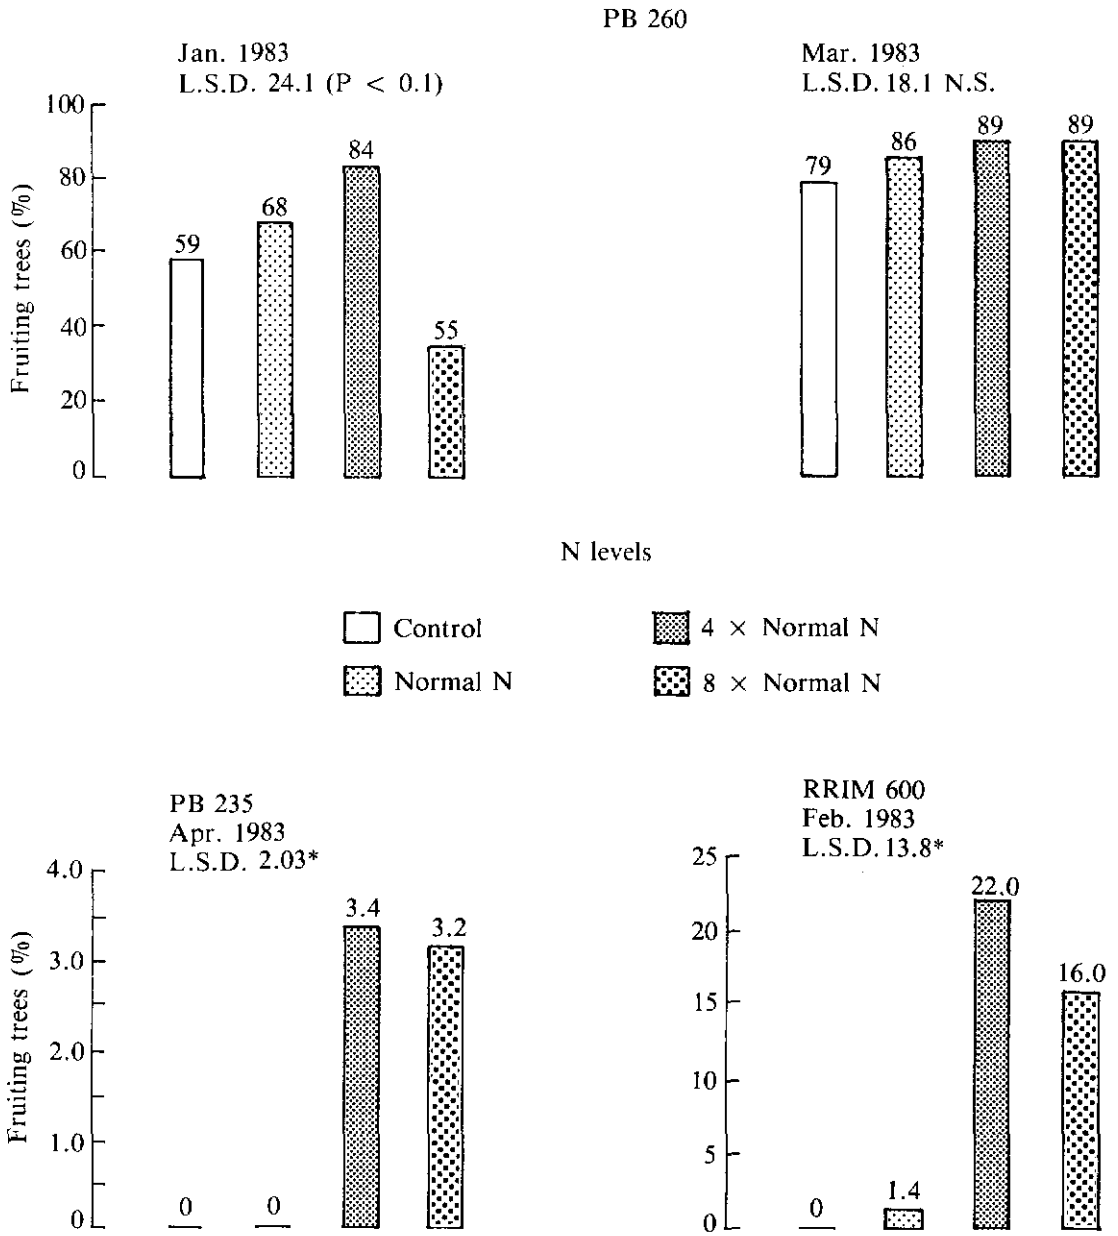 PB 260
Jan. 1983
L.S.D. 24.1 (P < 0.1)
Mar. 1983
L.S.D. 18.1 N.S.
Fruiting trees (%)
100
80
60
40
20
0
59
68
84
55
79
86
89
89
N levels
Control
4 × Normal N
Normal N
8 × Normal N
PB 235
Apr. 1983
L.S.D. 2.03*
Fruiting trees (%)
4.0
3.0
2.0
1.0
0
0
0
3.4
3.2
RRIM 600
Feb. 1983
L.S.D. 13.8*
25
20
15
10
5
0
0
1.4
22.0
16.0